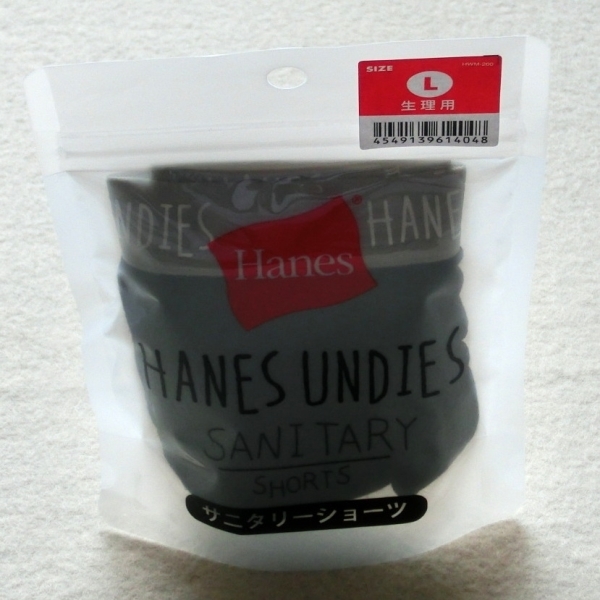 SIZE
L
生理用
4549139614048
UNDIES HANE
Hanes
HANES UNDIES
SANITARY
SHORTS
サニタリーショーツ